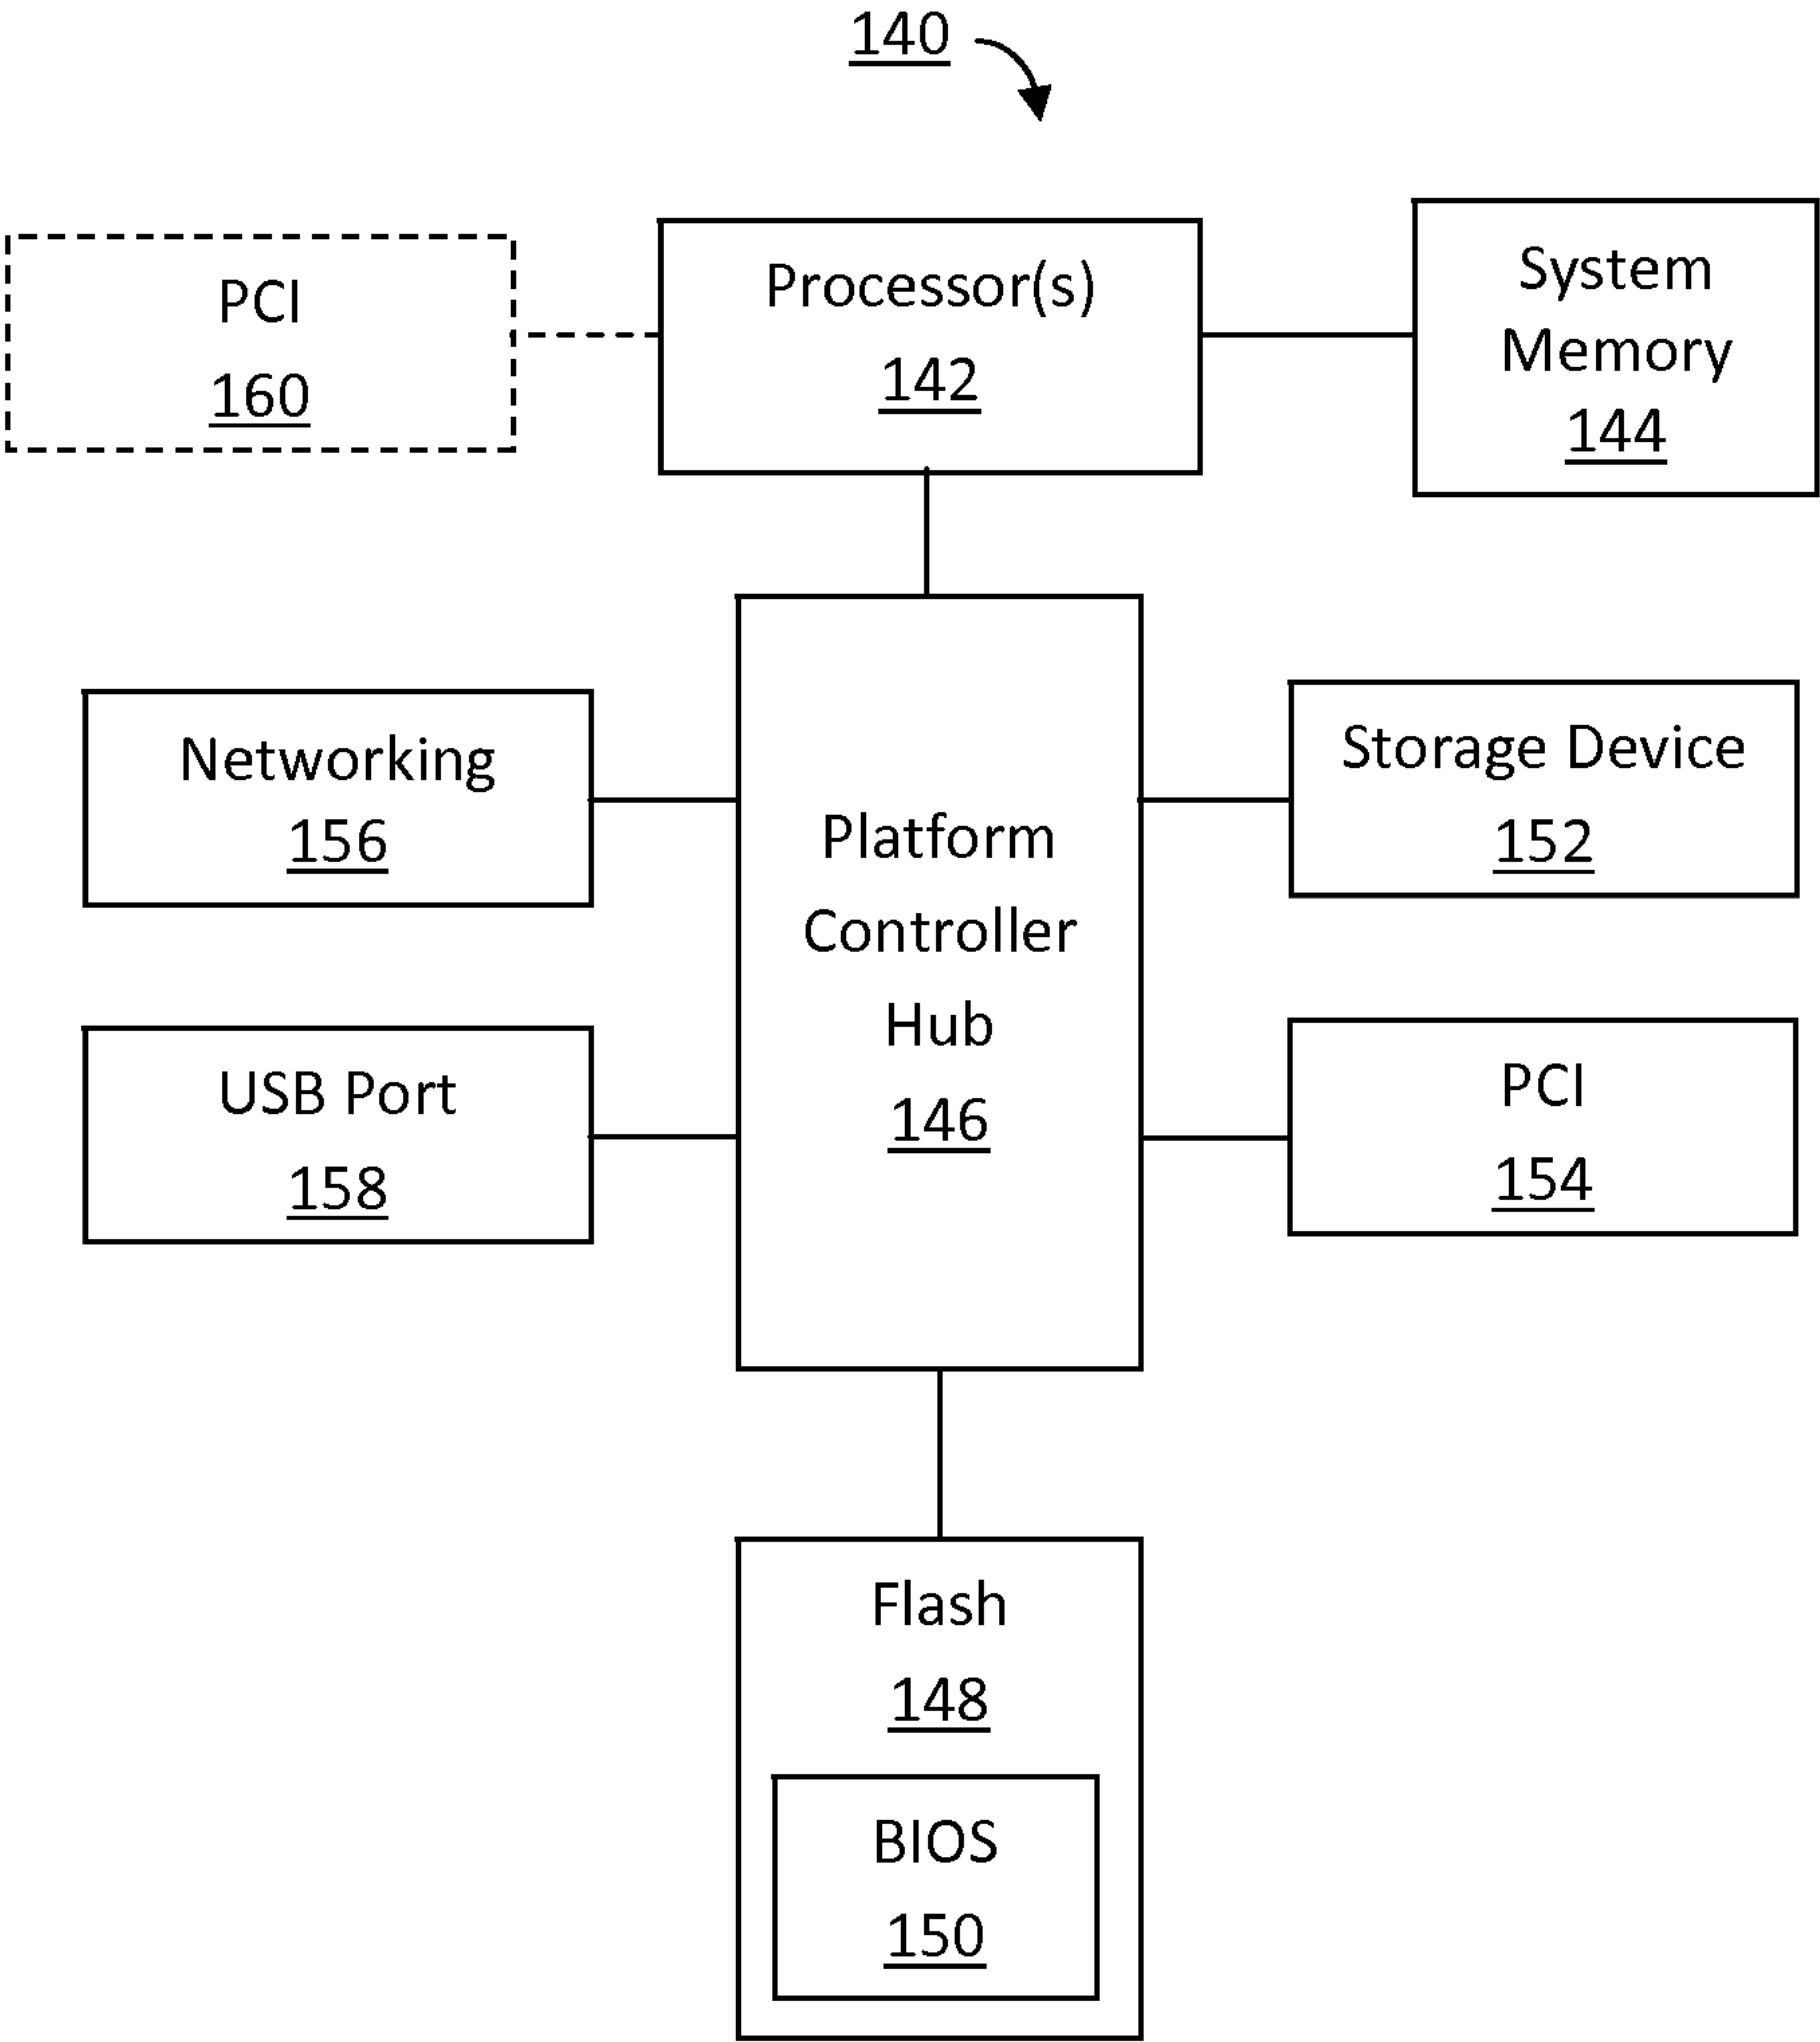 140
PCI
160
Processor(s)
142
System
Memory
144
Networking
156
Platform
Controller
Hub
146
Storage Device
152
USB Port
158
PCI
154
Flash
148
BIOS
150